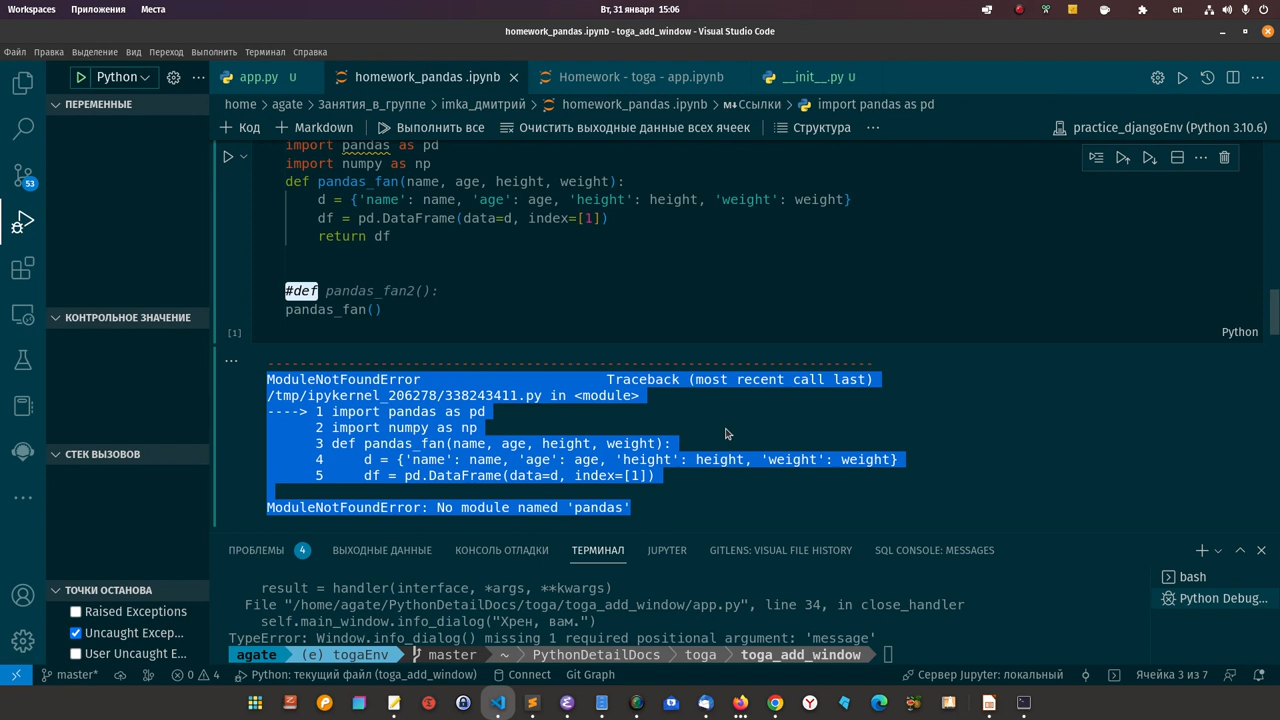 Workspaces Приложения Места Вт, 31 января 15:06 en
homework_pandas .ipynb - toga_add_window - Visual Studio Code
Файл Правка Выделение Вид Переход Выполнить Терминал Справка
Python app.py U homework_pandas .ipynb Homework - toga - app.ipynb __init__.py U
ПЕРЕМЕННЫЕ
home > agate > Занятия_в_группе > imka_дмитрий > homework_pandas .ipynb > M↓Ссылки > import pandas as pd
Код Markdown Выполнить все Очистить выходные данные всех ячеек Структура practice_djangoEnv (Python 3.10.6)
import pandas as pd
import numpy as np
def pandas_fan(name, age, height, weight):
d = {'name': name, 'age': age, 'height': height, 'weight': weight}
df = pd.DataFrame(data=d, index=[1])
return df
#def pandas_fan2():
pandas_fan()
[1] Python
КОНТРОЛЬНОЕ ЗНАЧЕНИЕ
---------------------------------------------------------------------------
ModuleNotFoundError Traceback (most recent call last)
/tmp/ipykernel_206278/338243411.py in <module>
----> 1 import pandas as pd
2 import numpy as np
3 def pandas_fan(name, age, height, weight):
4 d = {'name': name, 'age': age, 'height': height, 'weight': weight}
5 df = pd.DataFrame(data=d, index=[1])
ModuleNotFoundError: No module named 'pandas'
53
СТЕК ВЫЗОВОВ
ПРОБЛЕМЫ 4 ВЫХОДНЫЕ ДАННЫЕ КОНСОЛЬ ОТЛАДКИ ТЕРМИНАЛ JUPYTER GITLENS: VISUAL FILE HISTORY SQL CONSOLE: MESSAGES
result = handler(interface, *args, **kwargs)
File "/home/agate/PythonDetailDocs/toga/toga_add_window/app.py", line 34, in close_handler
self.main_window.info_dialog("Хрен, вам.")
TypeError: Window.info_dialog() missing 1 required positional argument: 'message'
agate (e) togaEnv master ~ PythonDetailDocs toga toga_add_window
bash
Python Debug...
ТОЧКИ ОСТАНОВА
Raised Exceptions
Uncaught Excep...
User Uncaught E...
master* 0 4 Python: текущий файл (toga_add_window) Connect Git Graph Сервер Jupyter: локальный Ячейка 3 из 7